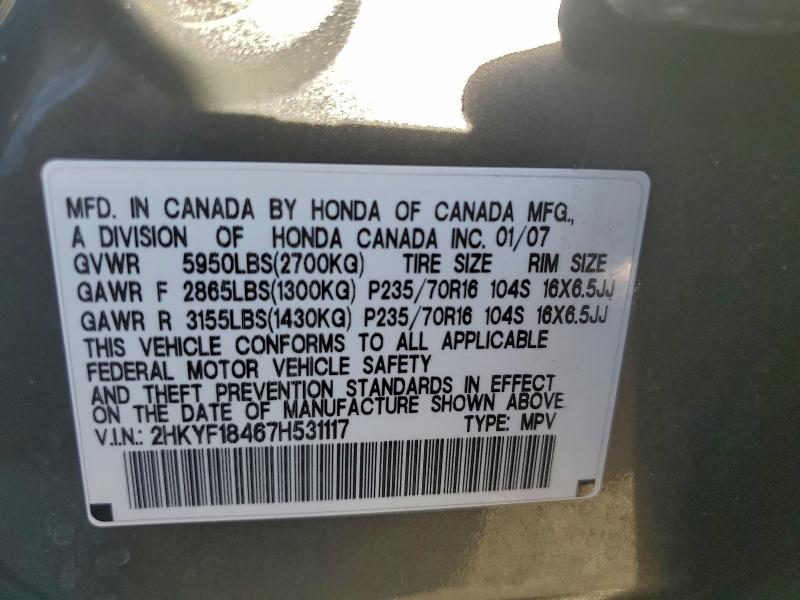 MFD. IN CANADA BY HONDA OF CANADA MFG.,
A DIVISION OF HONDA CANADA INC. 01/07
GVWR 5950LBS(2700KG) TIRE SIZE RIM SIZE
GAWR F 2865LBS(1300KG) P235/70R16 104S 16X6.5JJ
GAWR R 3155LBS(1430KG) P235/70R16 104S 16X6.5JJ
THIS VEHICLE CONFORMS TO ALL APPLICABLE
FEDERAL MOTOR VEHICLE SAFETY
AND THEFT PREVENTION STANDARDS IN EFFECT
ON THE DATE OF MANUFACTURE SHOWN ABOVE
V.I.N.: 2HKYF18467H531117 TYPE: MPV